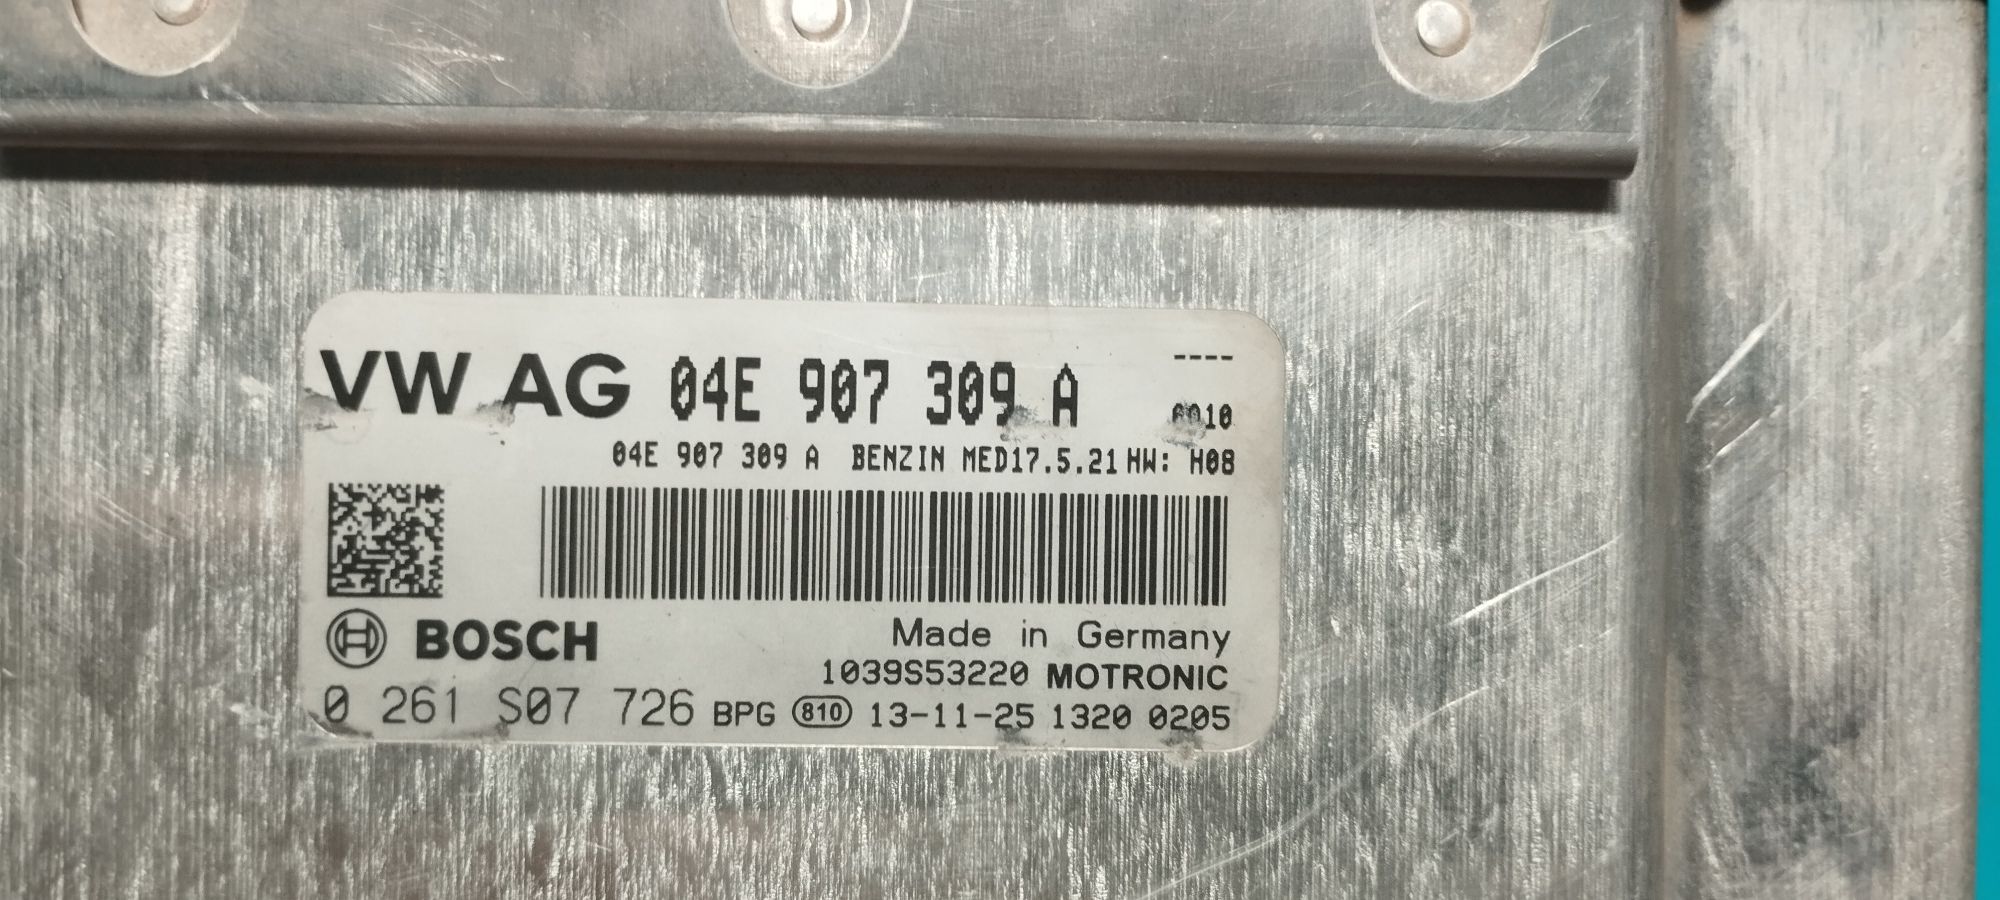 VW AG 04E 907 309 A ----
04E 907 309 A BENZIN MED17.5.21 HW: H08
BOSCH
Made in Germany
1039S53220 MOTRONIC
0 261 S07 726 BPG 810 13-11-25 1320 0205